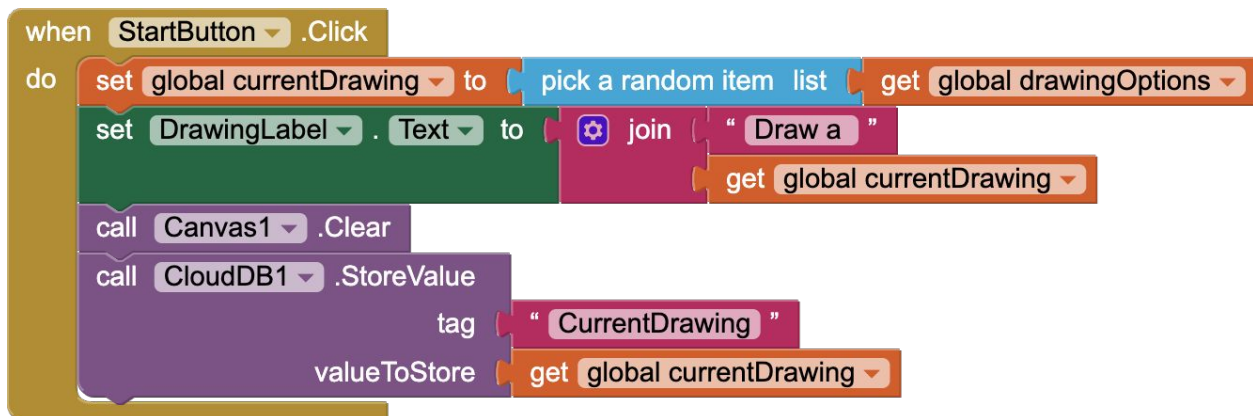 when StartButton .Click
do set global currentDrawing to pick a random item list get global drawingOptions
set DrawingLabel . Text to join " Draw a "
get global currentDrawing
call Canvas1 .Clear
call CloudDB1 .StoreValue
tag " CurrentDrawing "
valueToStore get global currentDrawing